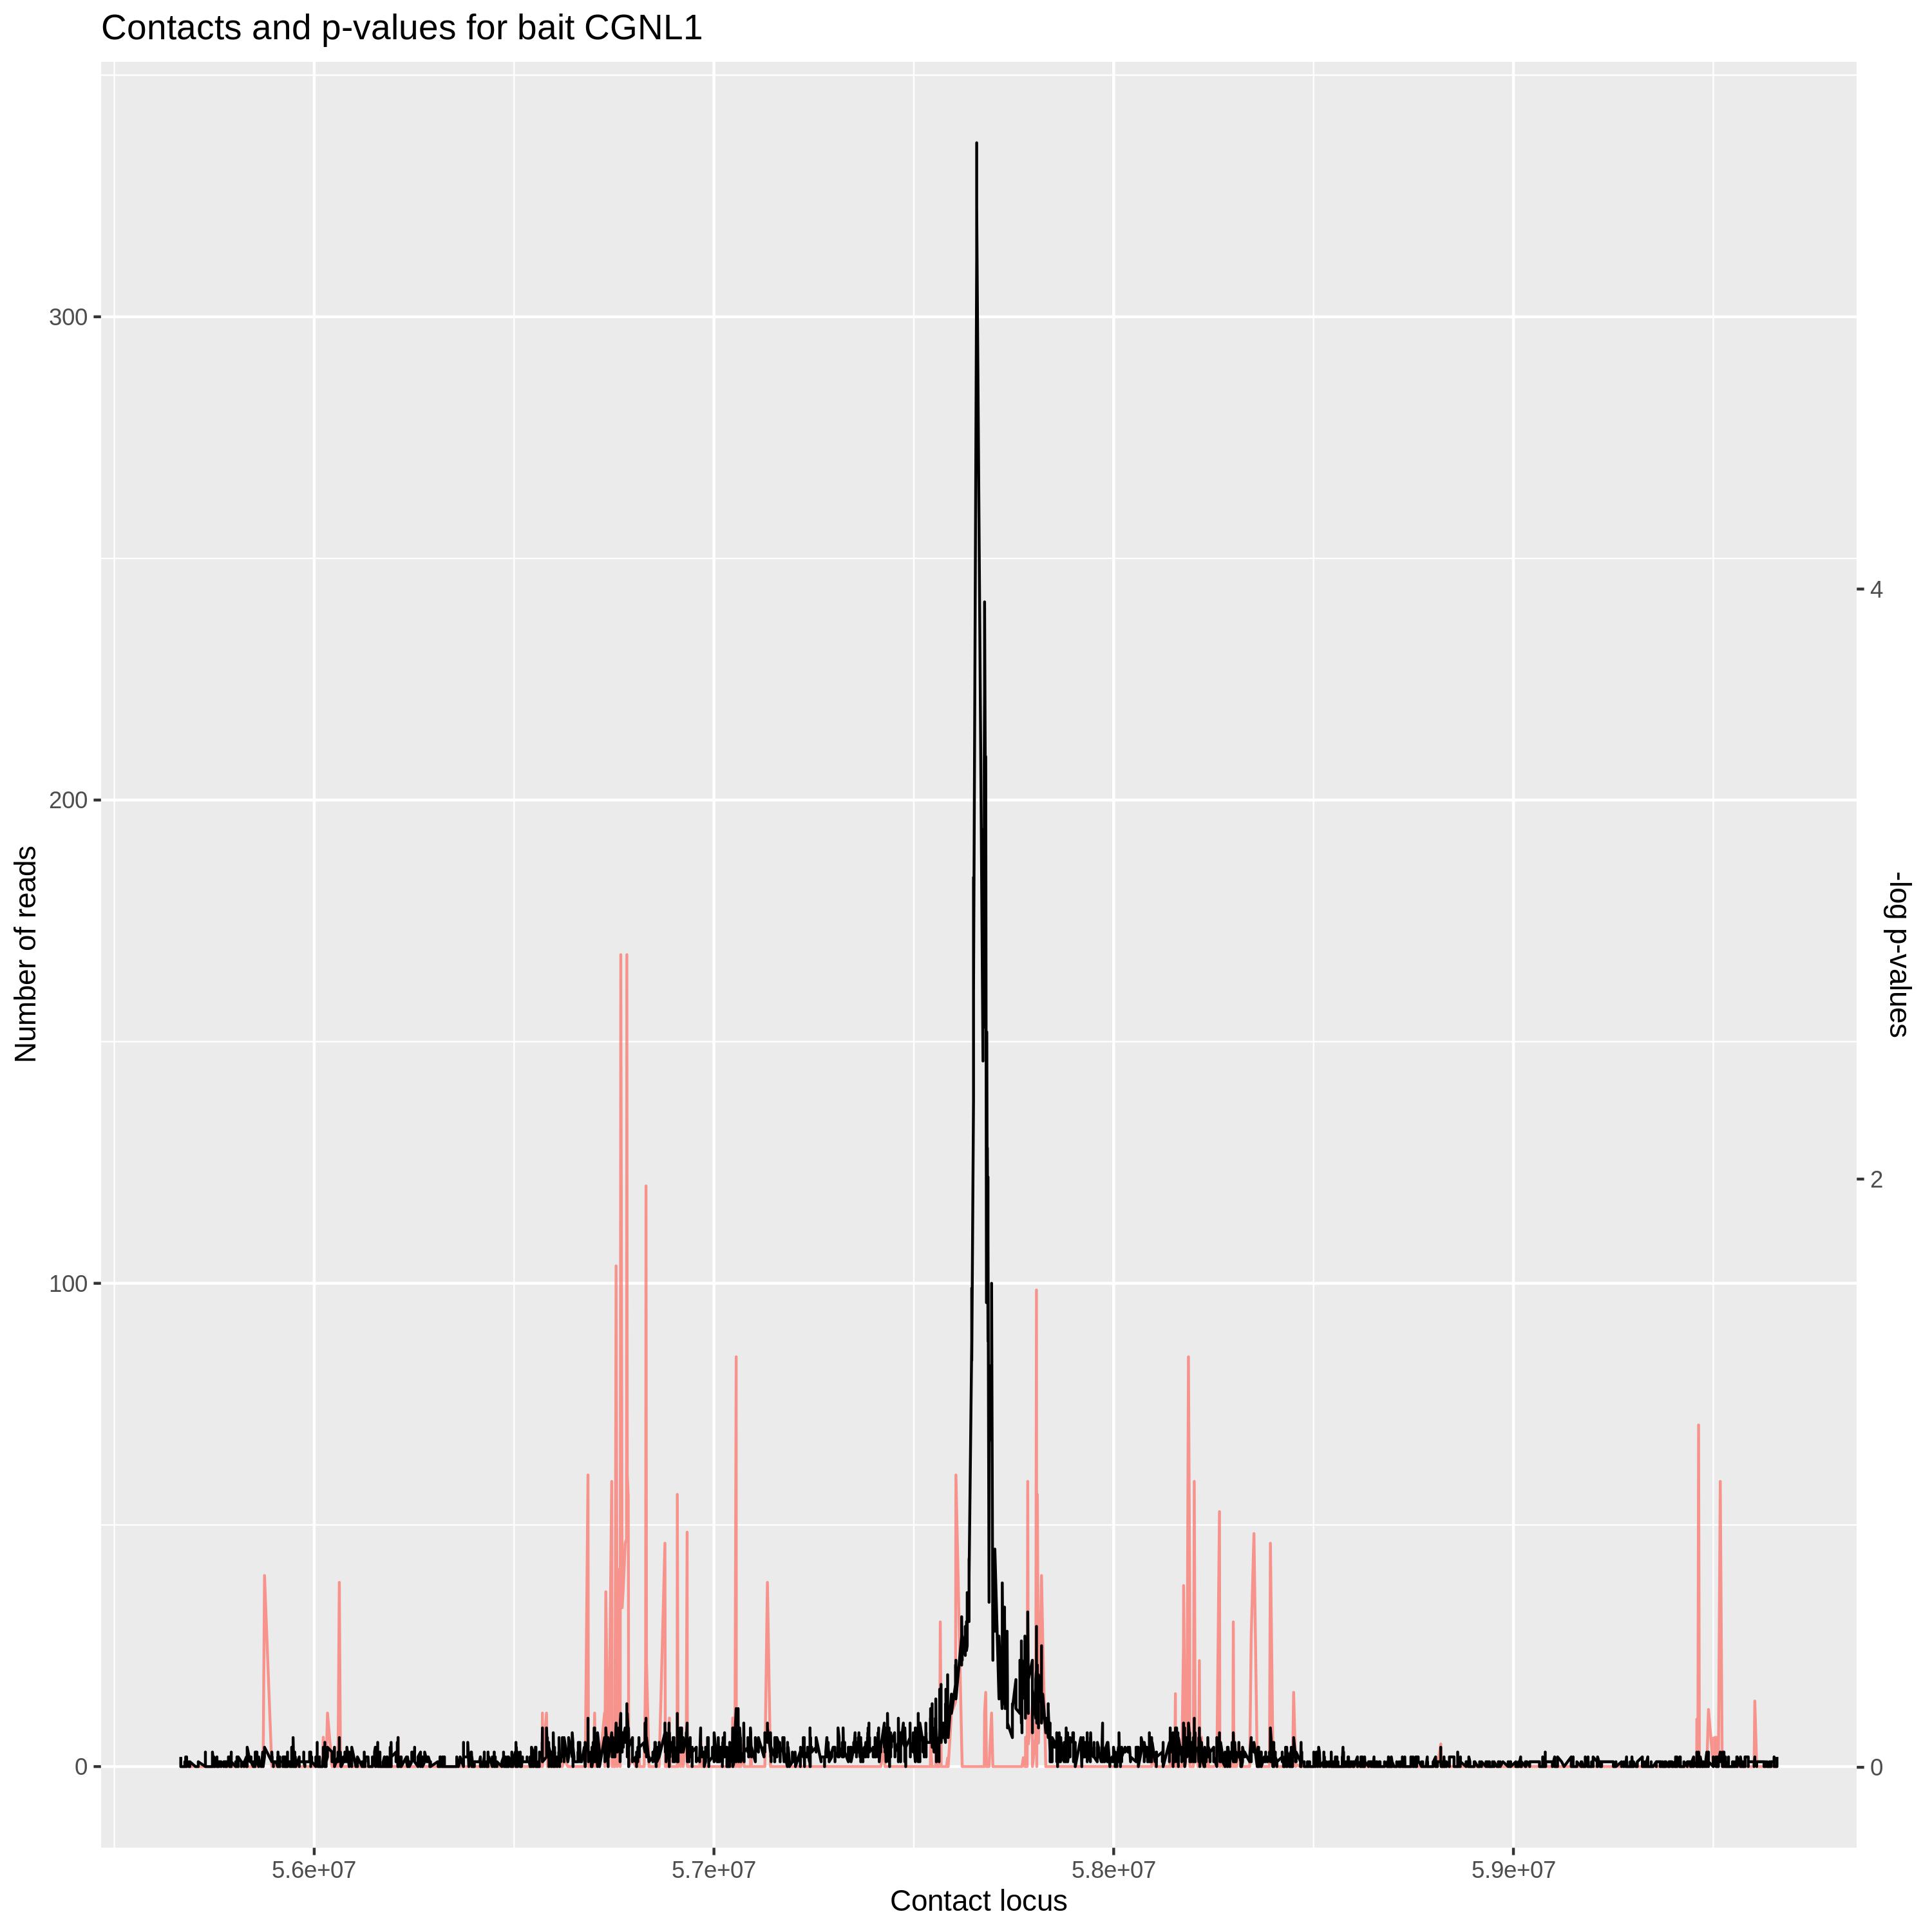 Contacts and p-values for bait CGNL1
Number of reads
300
200
100
0
4
2
0
-log p-values
5.6e+07
5.7e+07
5.8e+07
5.9e+07
Contact locus